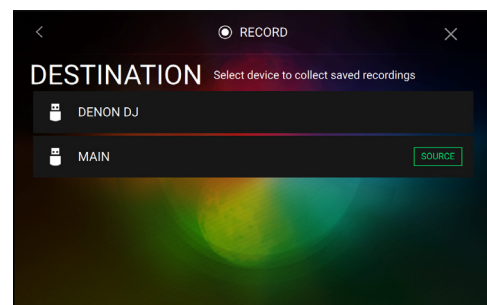 RECORD
DESTINATION Select device to collect saved recordings
DENON DJ
MAIN SOURCE